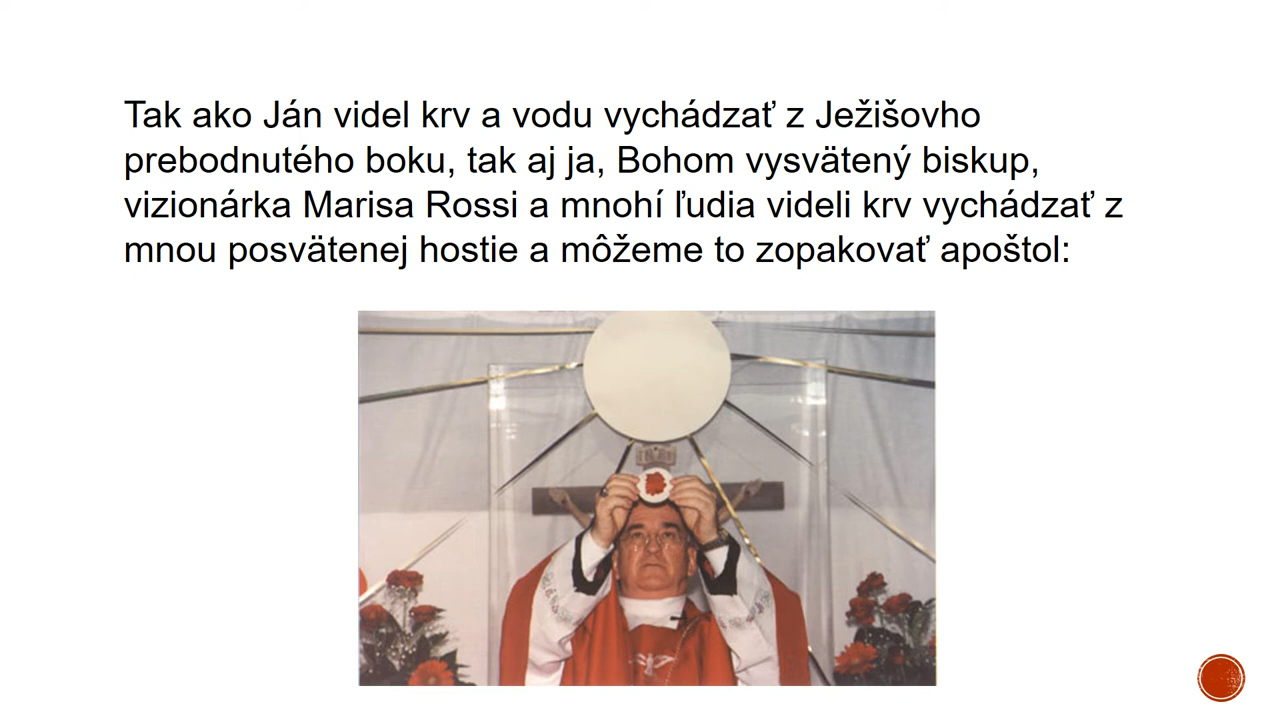 Tak ako Ján videl krv a vodu vychádzať z Ježišovho
prebodnutého boku, tak aj ja, Bohom vysvätený biskup,
vizionárka Marisa Rossi a mnohí ľudia videli krv vychádzať z
mnou posvätenej hostie a môžeme to zopakovať apoštol: